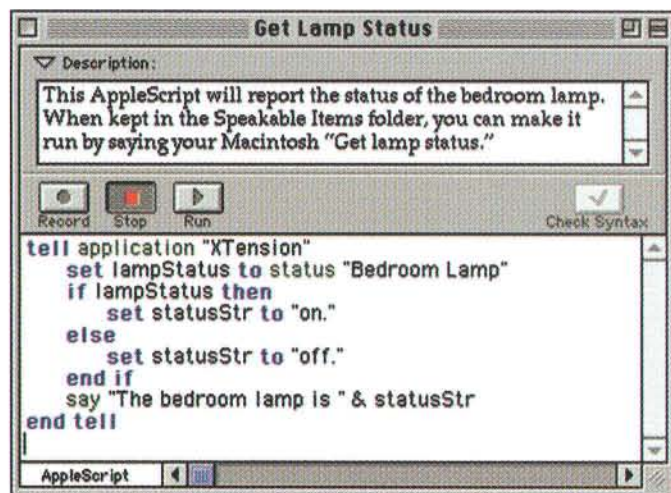 Get Lamp Status
Description:
This AppleScript will report the status of the bedroom lamp.
When kept in the Speakable Items folder, you can make it
run by saying your Macintosh “Get lamp status.”
Record Stop Run Check Syntax
tell application "XTension"
set lampStatus to status "Bedroom Lamp"
if lampStatus then
set statusStr to "on."
else
set statusStr to "off."
end if
say "The bedroom lamp is " & statusStr
end tell
AppleScript